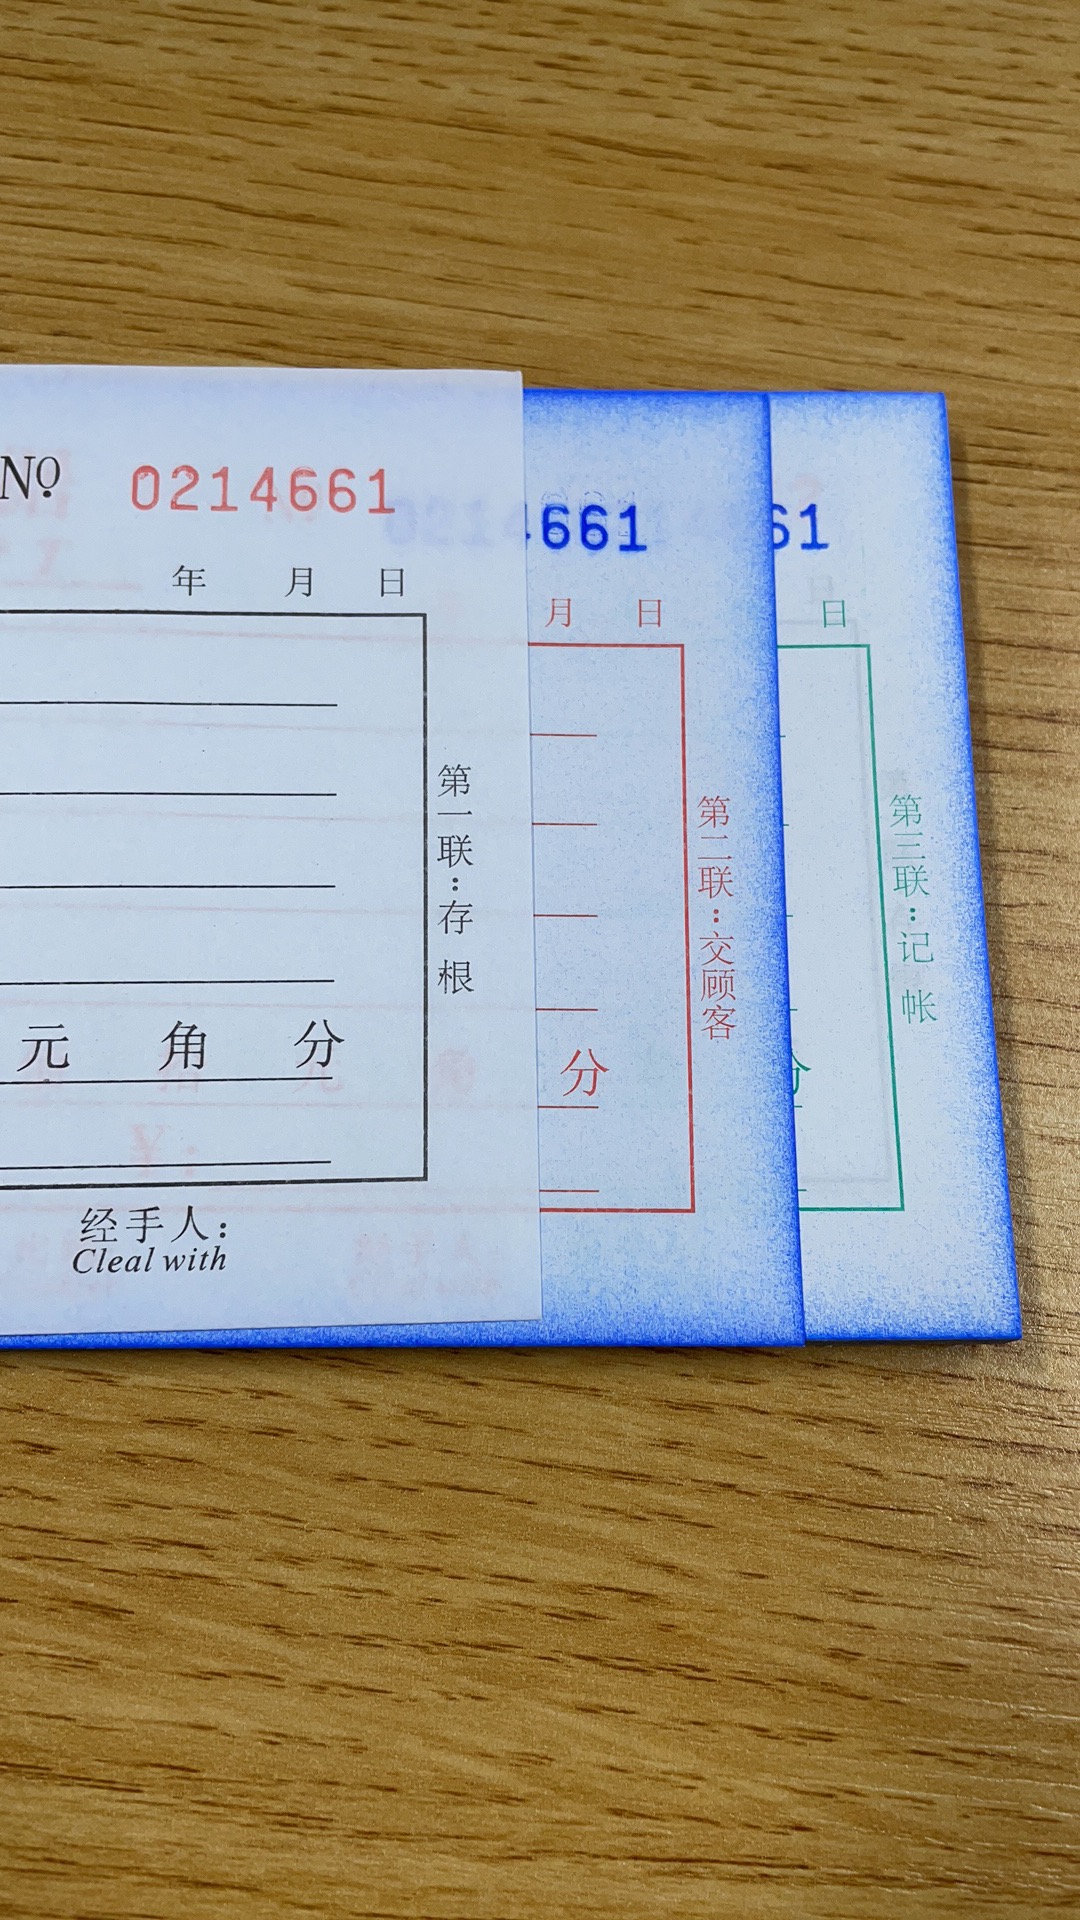 No 0214661
年 月 日
元 角 分
经手人：
Cleal with
第一联：存根
661
月 日
分
第二联：交顾客
61
日
分
第三联：记帐